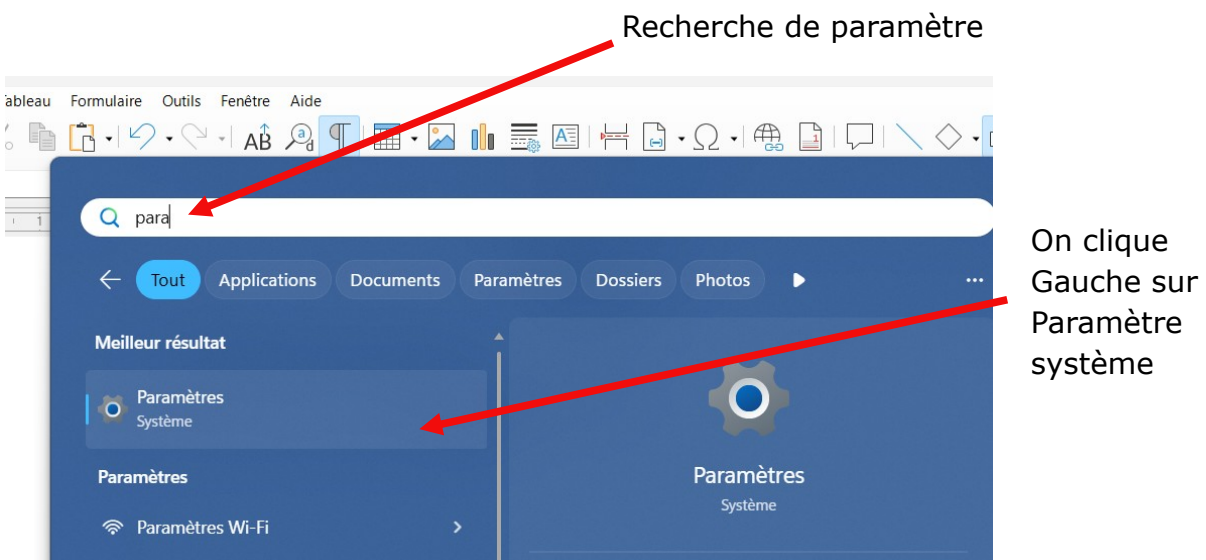 Recherche de paramètre
Tableau Formulaire Outils Fenêtre Aide
para
Tout Applications Documents Paramètres Dossiers Photos
Meilleur résultat
Paramètres
Système
Paramètres
Paramètres Wi-Fi
Paramètres
Système
On clique
Gauche sur
Paramètre
système